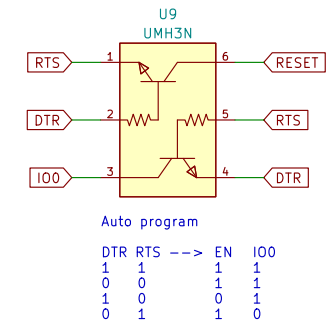 U9
UMH3N
RTS 1 6 RESET
DTR 2 5 RTS
IO0 3 4 DTR
Auto program
DTR RTS --> EN IO0
1 1 1 1
0 0 1 1
1 0 0 1
0 1 1 0